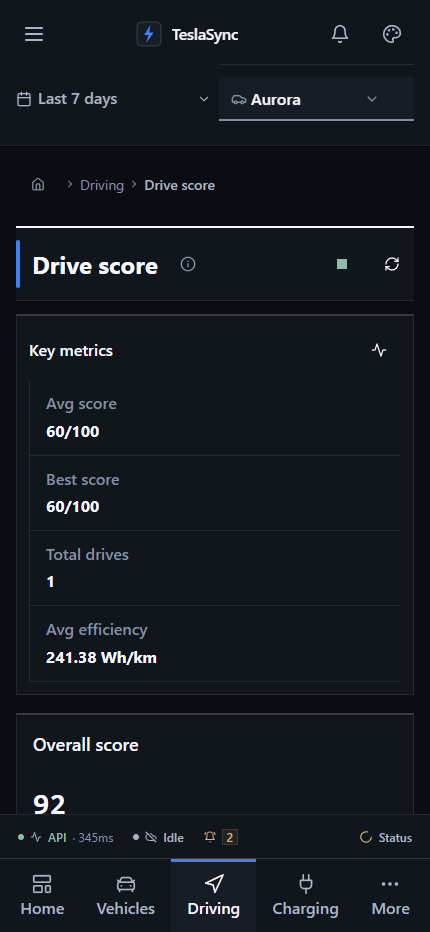 TeslaSync
Last 7 days
Aurora
Driving
Drive score
Drive score
Key metrics
Avg score
60/100
Best score
60/100
Total drives
1
Avg efficiency
241.38 Wh/km
Overall score
92
API · 345ms
Idle
2
Status
Home
Vehicles
Driving
Charging
More